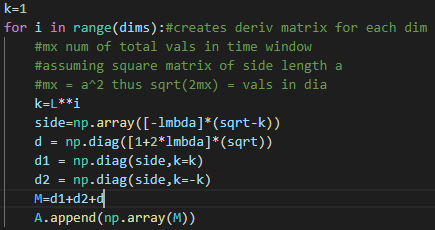 k=1
for i in range(dims):#creates deriv matrix for each dim
    #mx num of total vals in time window
    #assuming square matrix of side length a
    #mx = a^2 thus sqrt(2mx) = vals in dia
    k=L**i
    side=np.array([-lmbda]*(sqrt-k))
    d = np.diag([1+2*lmbda]*(sqrt))
    d1 = np.diag(side,k=k)
    d2 = np.diag(side,k=-k)
    M=d1+d2+d
    A.append(np.array(M))